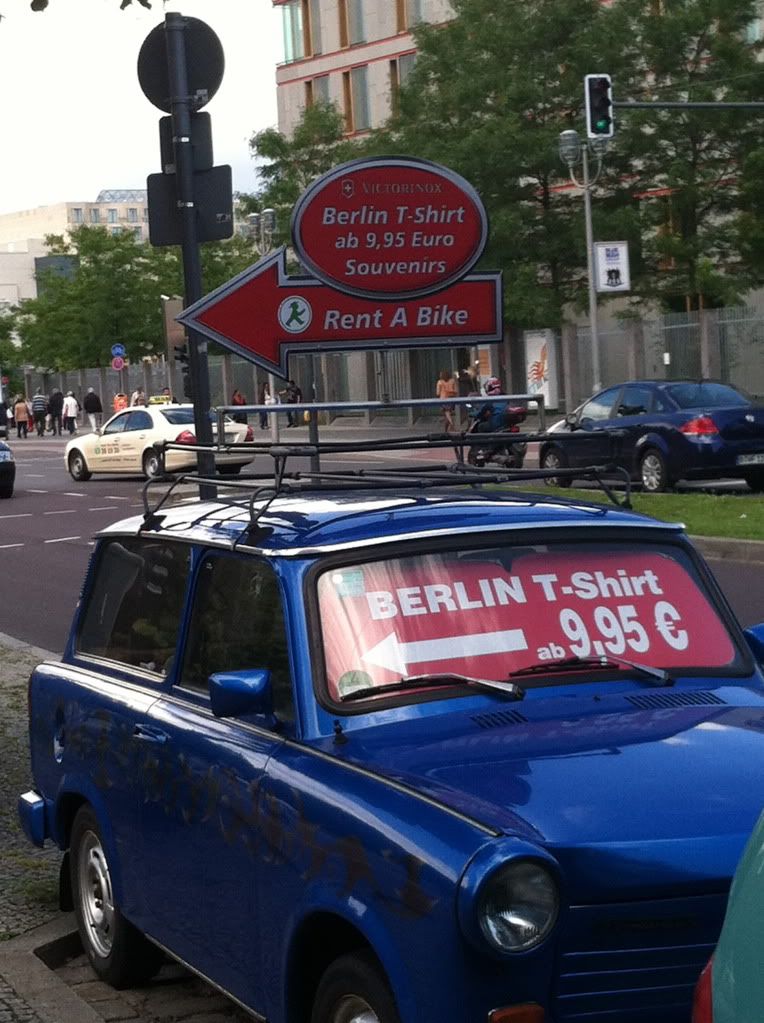 VICTORINOX
Berlin T-Shirt
ab 9,95 Euro
Souvenirs
Rent A Bike
BERLIN T-Shirt
ab 9,95 €